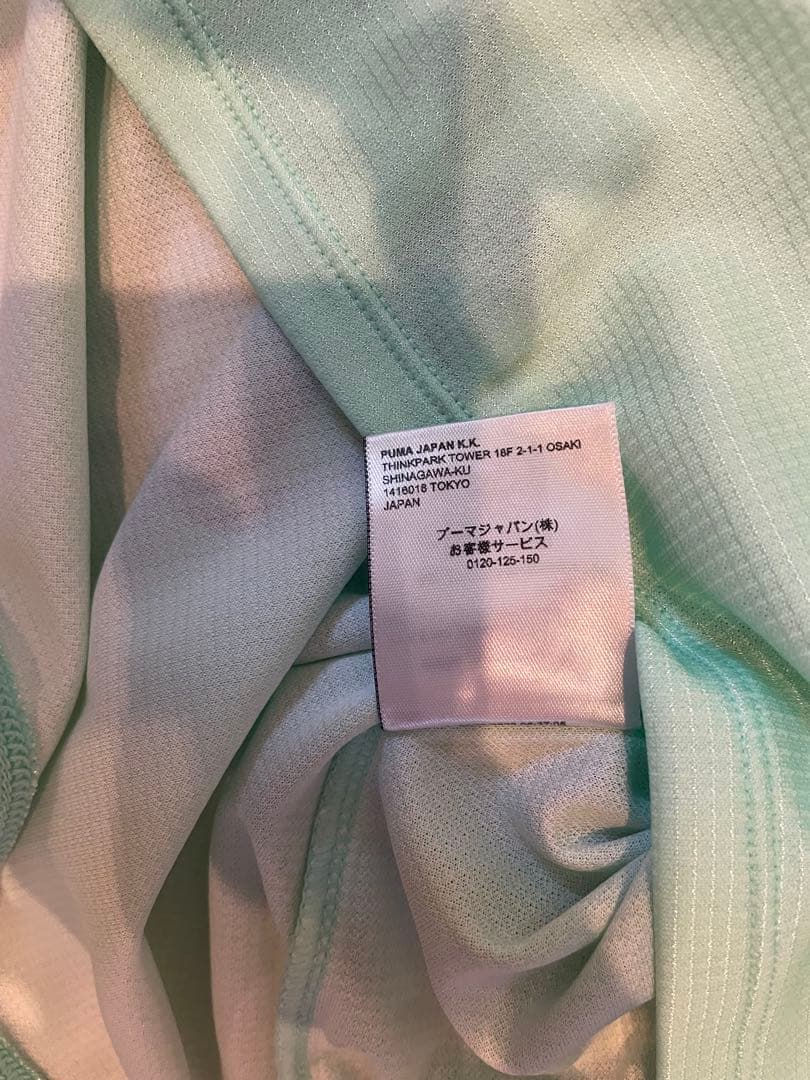 PUMA JAPAN K.K.
THINKPARK TOWER 18F 2-1-1 OSAKI
SHINAGAWA-KU
1416018 TOKYO
JAPAN
プーマジャパン(株)
お客様サービス
0120-125-150